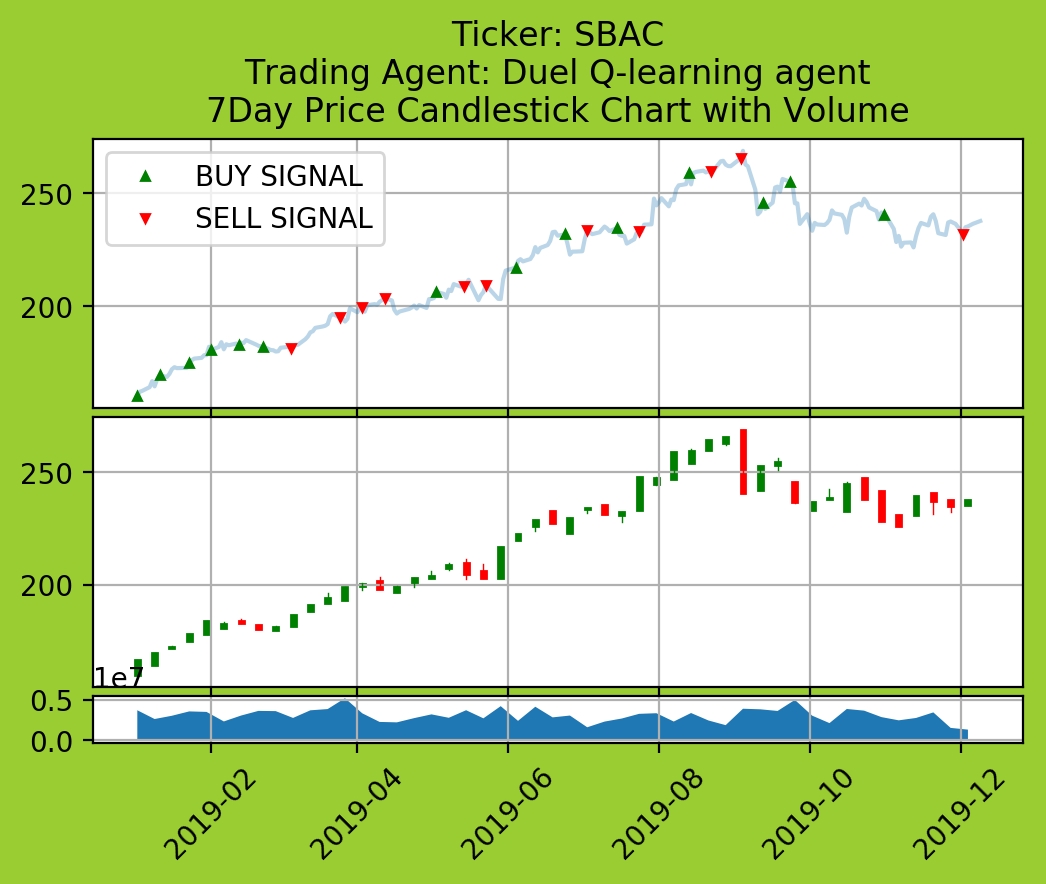 Ticker: SBAC
Trading Agent: Duel Q-learning agent
7Day Price Candlestick Chart with Volume
BUY SIGNAL
SELL SIGNAL
250
200
250
200
1e7
0.5
0.0
2019-02 2019-04 2019-06 2019-08 2019-10 2019-12